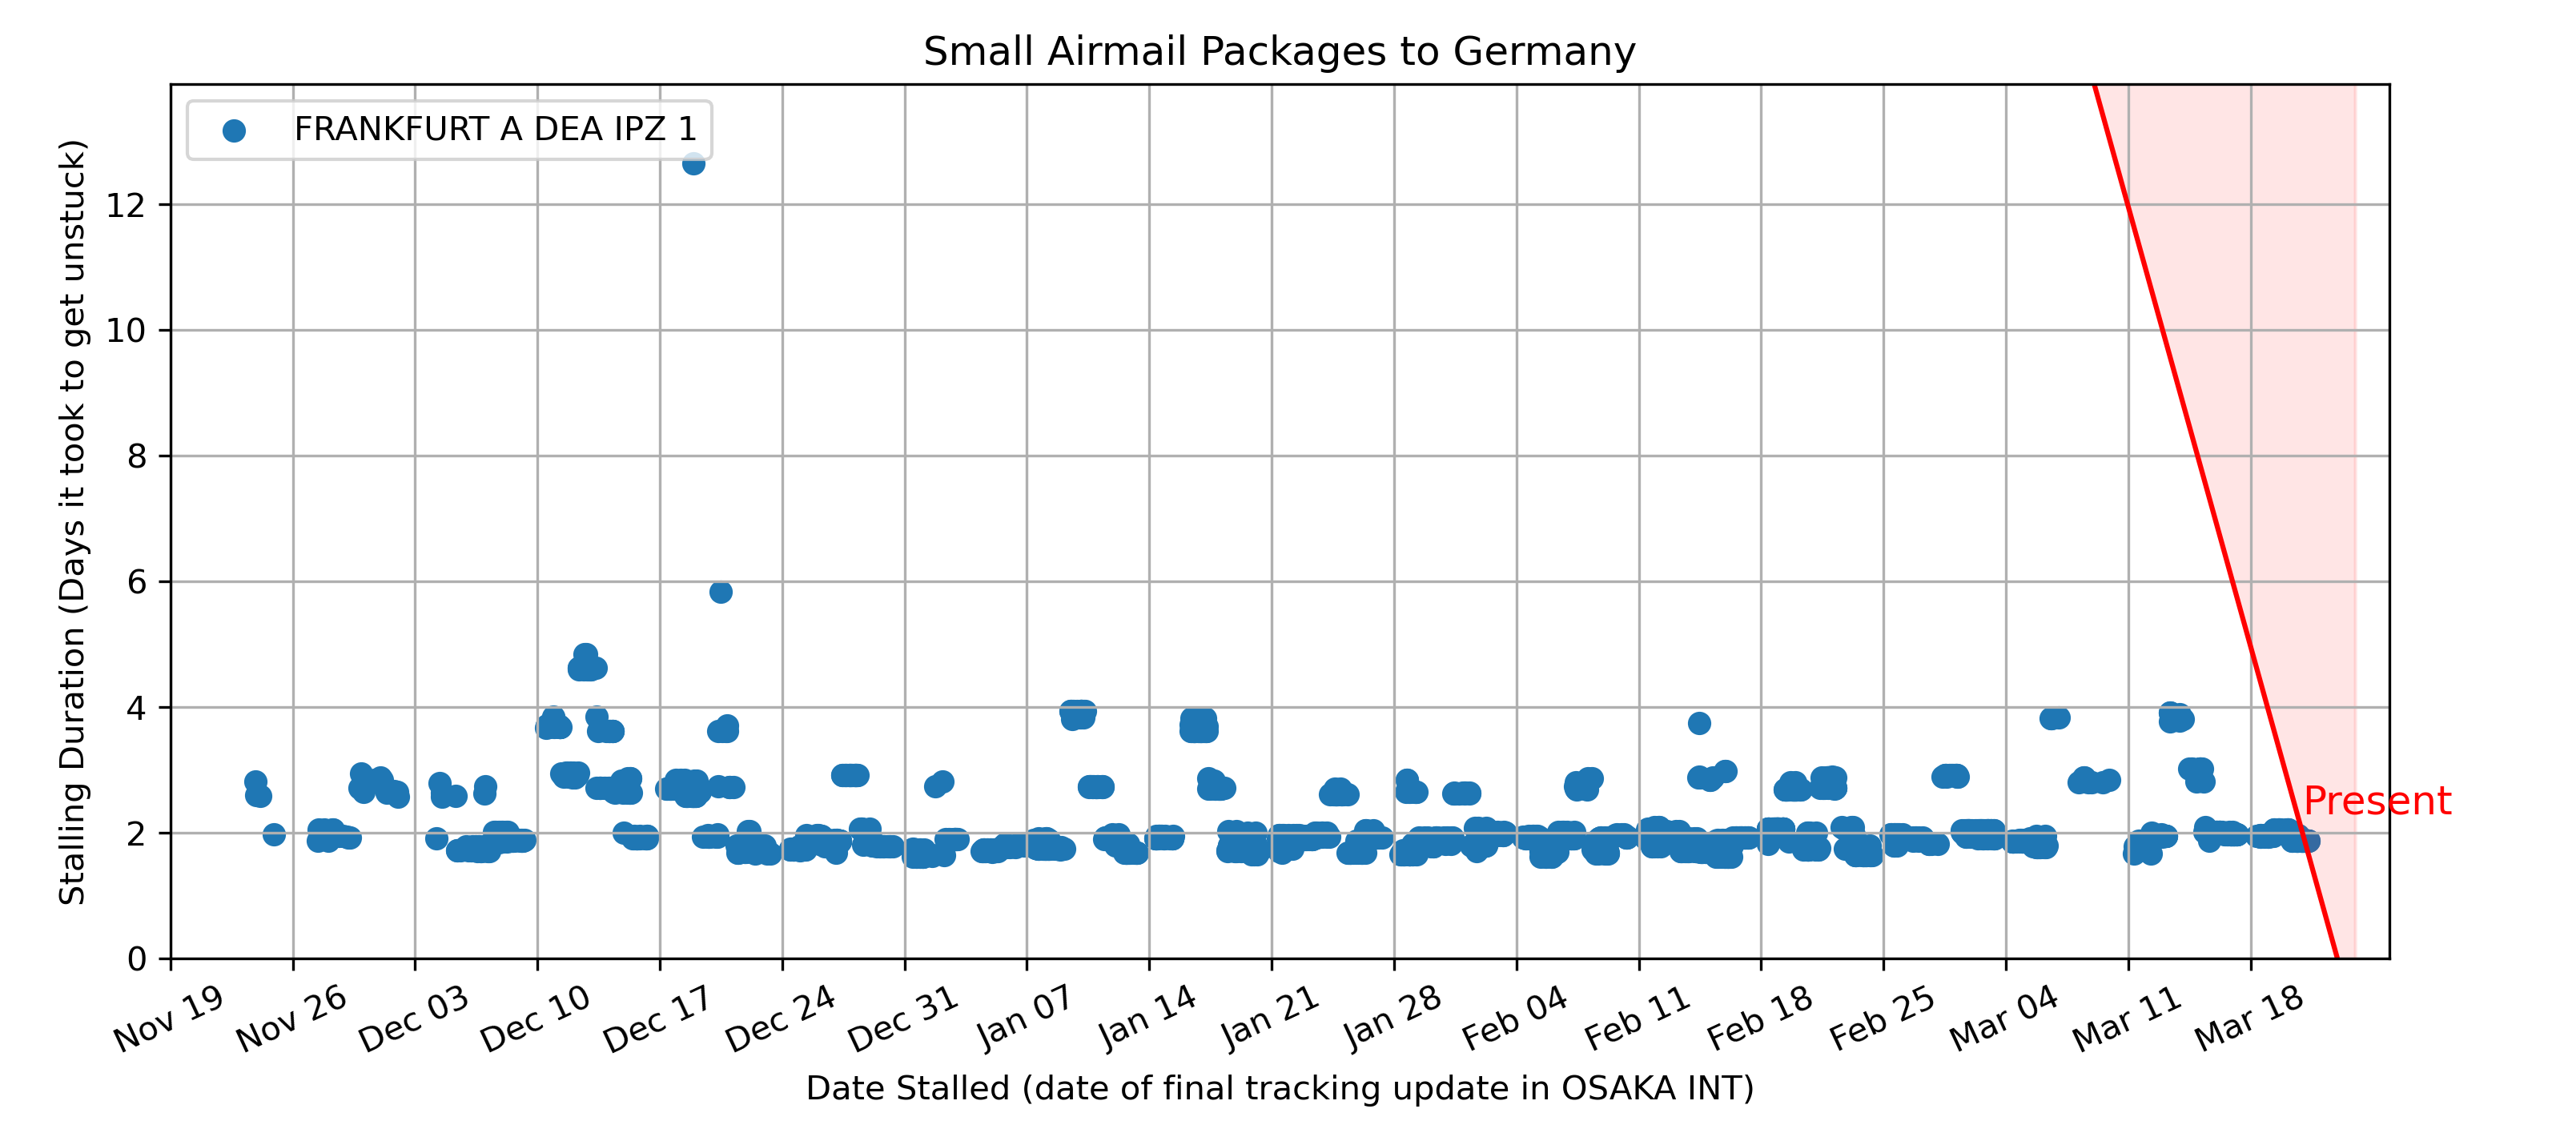 Small Airmail Packages to Germany
FRANKFURT A DEA IPZ 1
Stalling Duration (Days it took to get unstuck)
12
10
8
6
4
2
0
Present
Nov 19
Nov 26
Dec 03
Dec 10
Dec 17
Dec 24
Dec 31
Jan 07
Jan 14
Jan 21
Jan 28
Feb 04
Feb 11
Feb 18
Feb 25
Mar 04
Mar 11
Mar 18
Date Stalled (date of final tracking update in OSAKA INT)